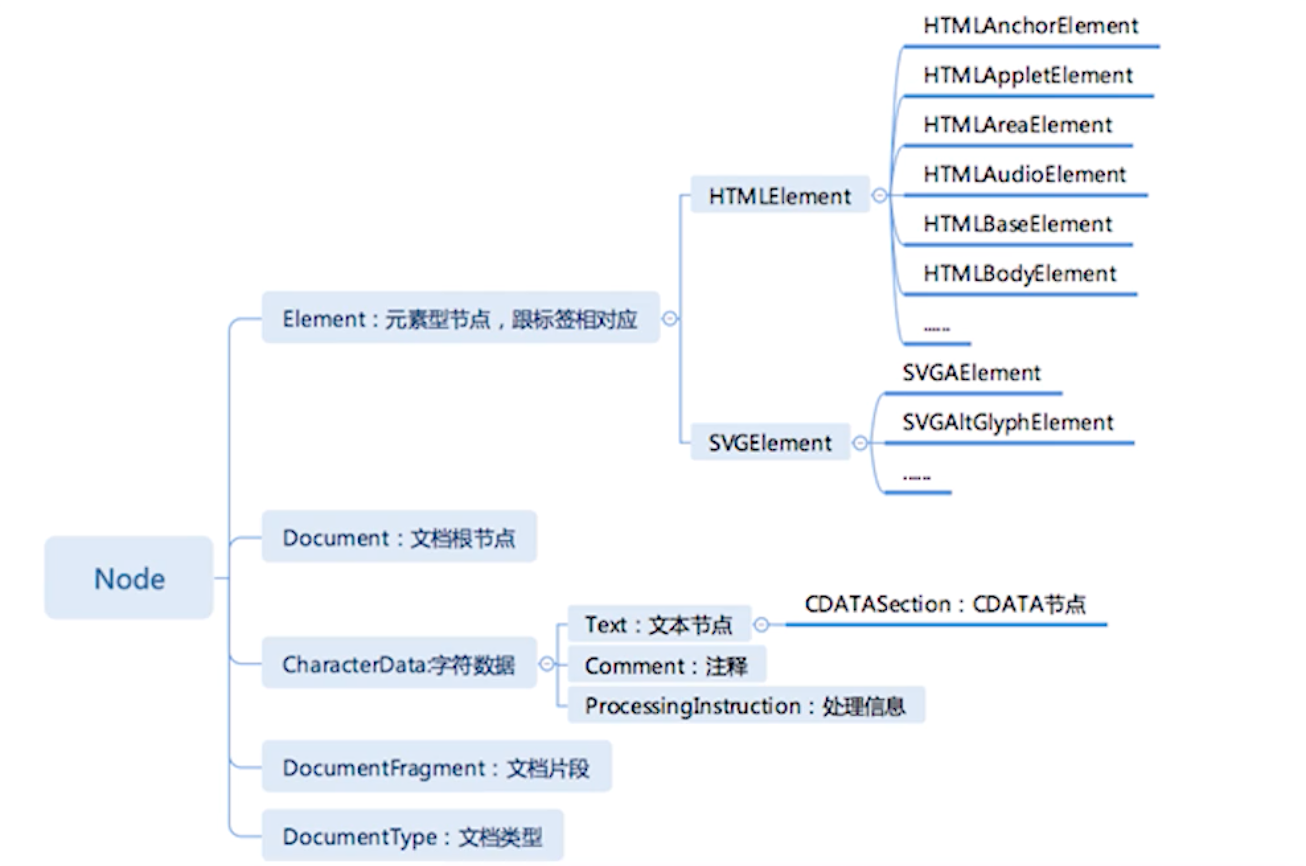 HTMLAnchorElement
HTMLAppletElement
HTMLAreaElement
HTMLAudioElement
HTMLElement
HTMLBaseElement
HTMLBodyElement
......
Element：元素型节点，跟标签相对应
SVGAElement
SVGAltGlyphElement
SVGElement
......
Document：文档根节点
Node
CDATASection：CDATA节点
Text：文本节点
CharacterData:字符数据
Comment：注释
ProcessingInstruction：处理信息
DocumentFragment：文档片段
DocumentType：文档类型